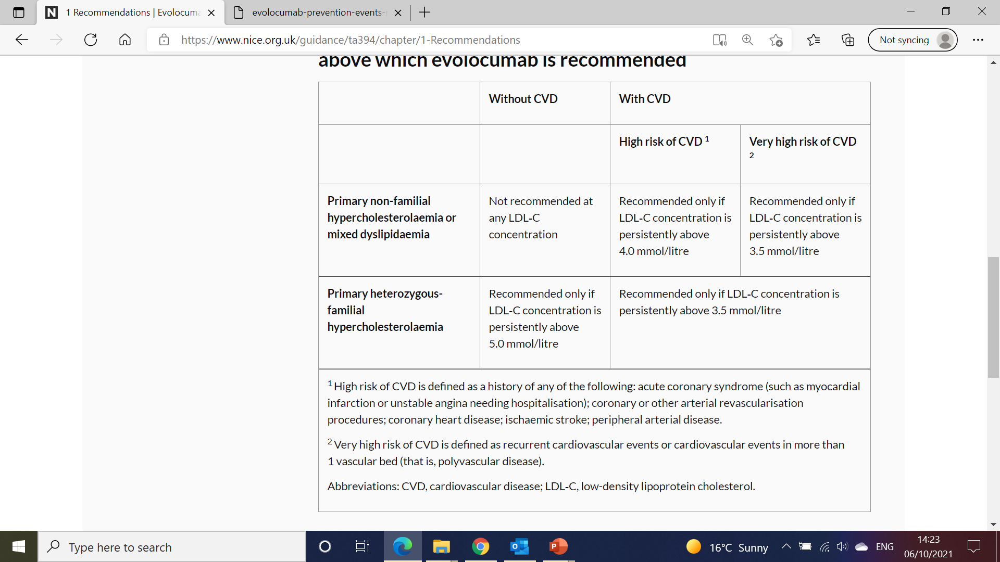 1 Recommendations | Evolocuma
evolocumab-prevention-events-
https://www.nice.org.uk/guidance/ta394/chapter/1-Recommendations
Not syncing
above which evolocumab is recommended
Without CVD
With CVD
High risk of CVD 1
Very high risk of CVD
2
Primary non-familial
hypercholesterolaemia or
mixed dyslipidaemia
Not recommended at
any LDL-C
concentration
Recommended only if
LDL-C concentration is
persistently above
4.0 mmol/litre
Recommended only if
LDL-C concentration is
persistently above
3.5 mmol/litre
Primary heterozygous-
familial
hypercholesterolaemia
Recommended only if
LDL-C concentration is
persistently above
5.0 mmol/litre
Recommended only if LDL-C concentration is
persistently above 3.5 mmol/litre
1 High risk of CVD is defined as a history of any of the following: acute coronary syndrome (such as myocardial
infarction or unstable angina needing hospitalisation); coronary or other arterial revascularisation
procedures; coronary heart disease; ischaemic stroke; peripheral arterial disease.
2 Very high risk of CVD is defined as recurrent cardiovascular events or cardiovascular events in more than
1 vascular bed (that is, polyvascular disease).
Abbreviations: CVD, cardiovascular disease; LDL-C, low-density lipoprotein cholesterol.
Type here to search
16°C Sunny
ENG
14:23
06/10/2021